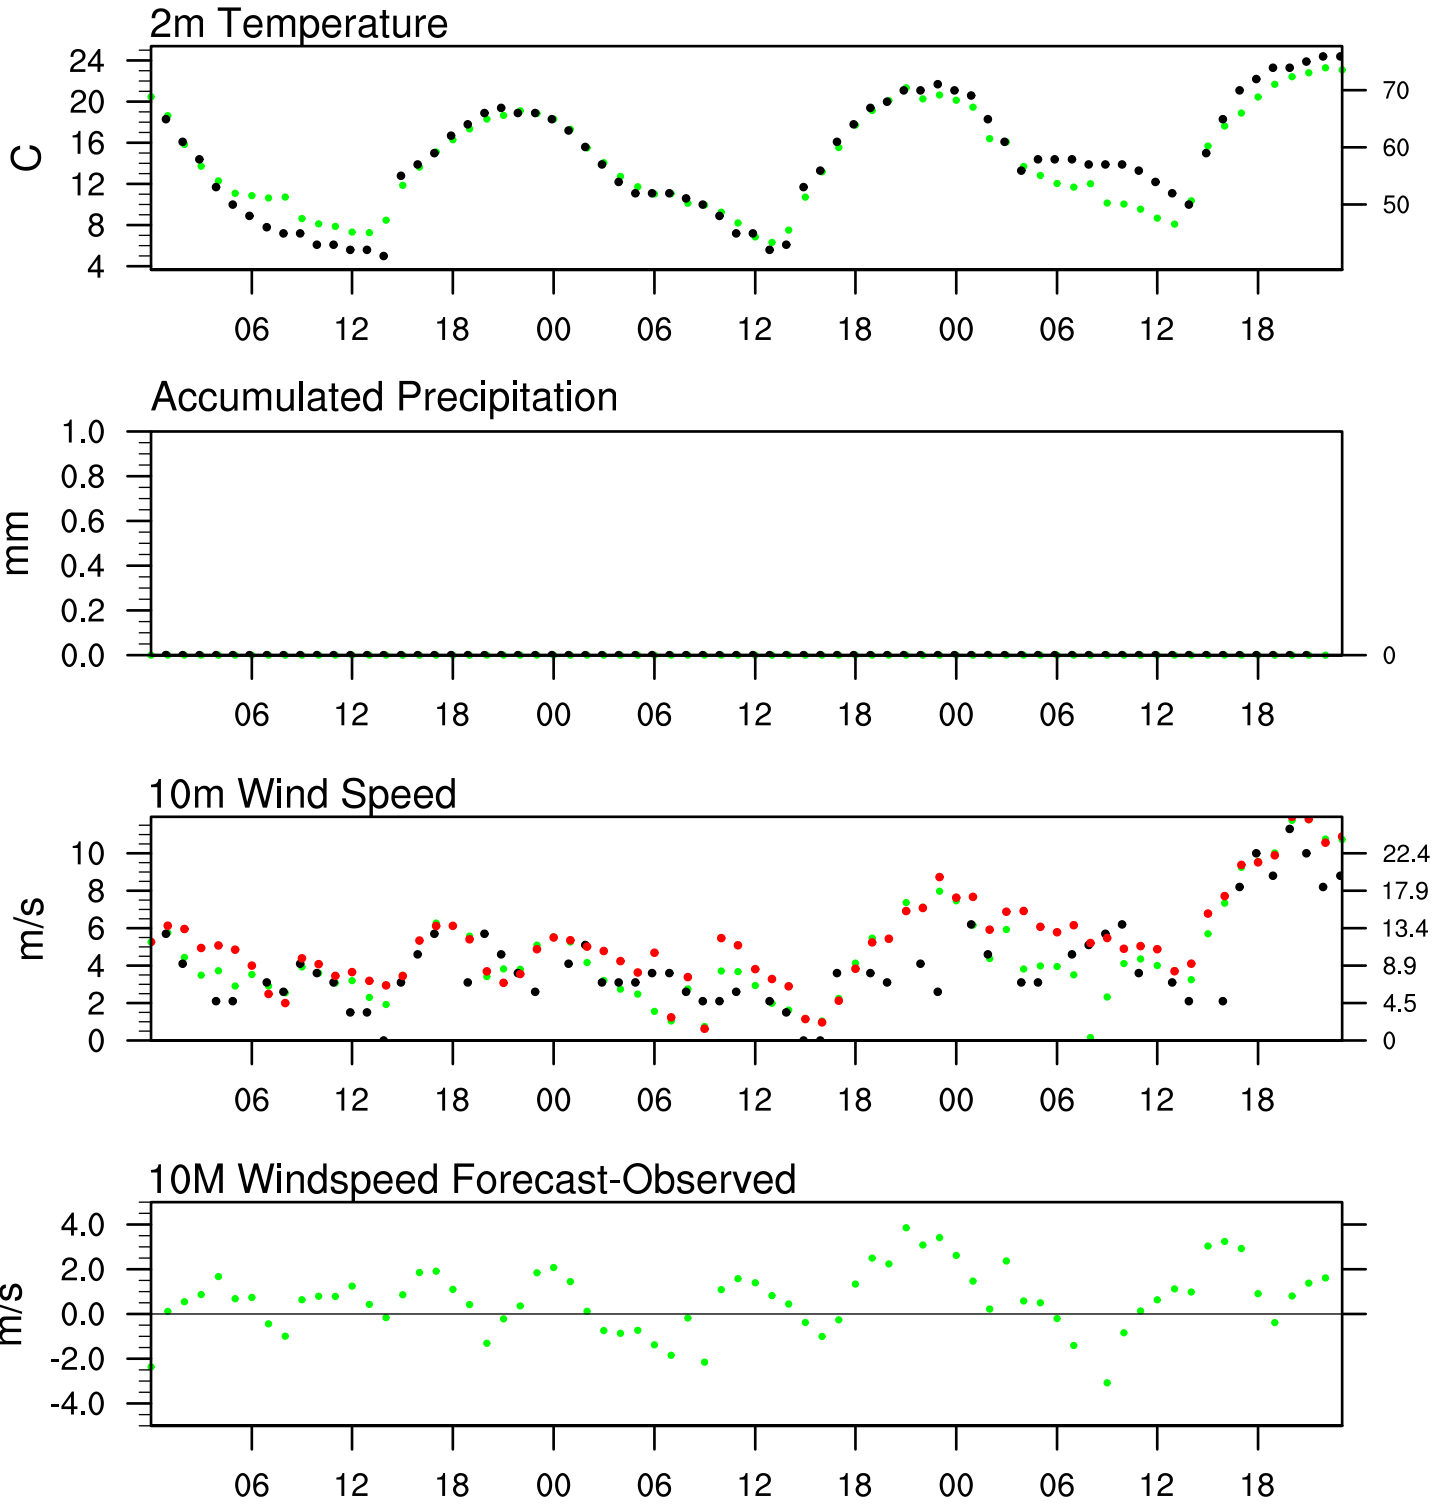 2m Temperature
24
20
16
12
8
4
C
70
60
50
06 12 18 00 06 12 18 00 06 12 18
Accumulated Precipitation
1.0
0.8
0.6
0.4
0.2
0.0
mm
0
06 12 18 00 06 12 18 00 06 12 18
10m Wind Speed
10
8
6
4
2
0
m/s
22.4
17.9
13.4
8.9
4.5
0
06 12 18 00 06 12 18 00 06 12 18
10M Windspeed Forecast-Observed
4.0
2.0
0.0
-2.0
-4.0
m/s
06 12 18 00 06 12 18 00 06 12 18